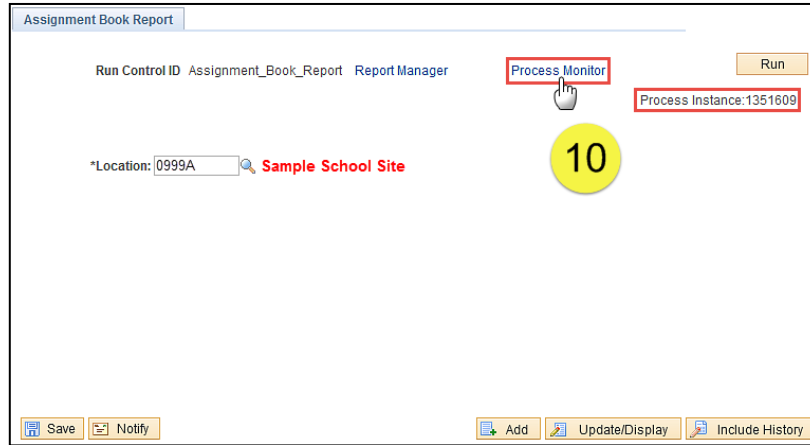 Assignment Book Report
Run Control ID Assignment_Book_Report Report Manager Process Monitor Run
Process Instance:1351609
*Location: 0999A Sample School Site
10
Save Notify Add Update/Display Include History